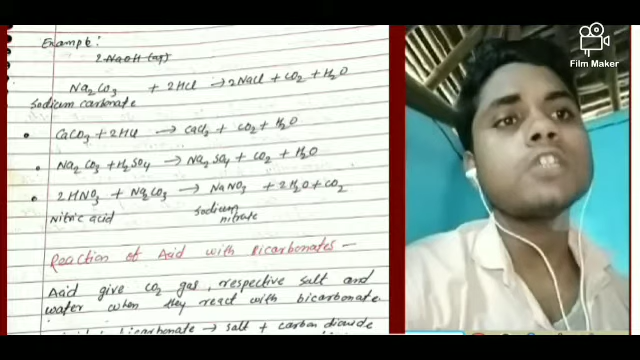 Example:
2 NaOH (aq)
Na2CO3 + 2HCl → 2NaCl + CO2 + H2O
Sodium carbonate
• CaCO3 + 2HCl → CaCl2 + CO2 + H2O
• Na2CO3 + H2SO4 → Na2SO4 + CO2 + H2O
• 2HNO3 + Na2CO3 → NaNO3 + 2H2O + CO2
Nitric acid Sodium nitrate
Reaction of Acid with Bicarbonates –
Acid give CO2 gas, respective salt and
water when they react with bicarbonate.
bicarbonate → salt + carbon dioxide
Film Maker